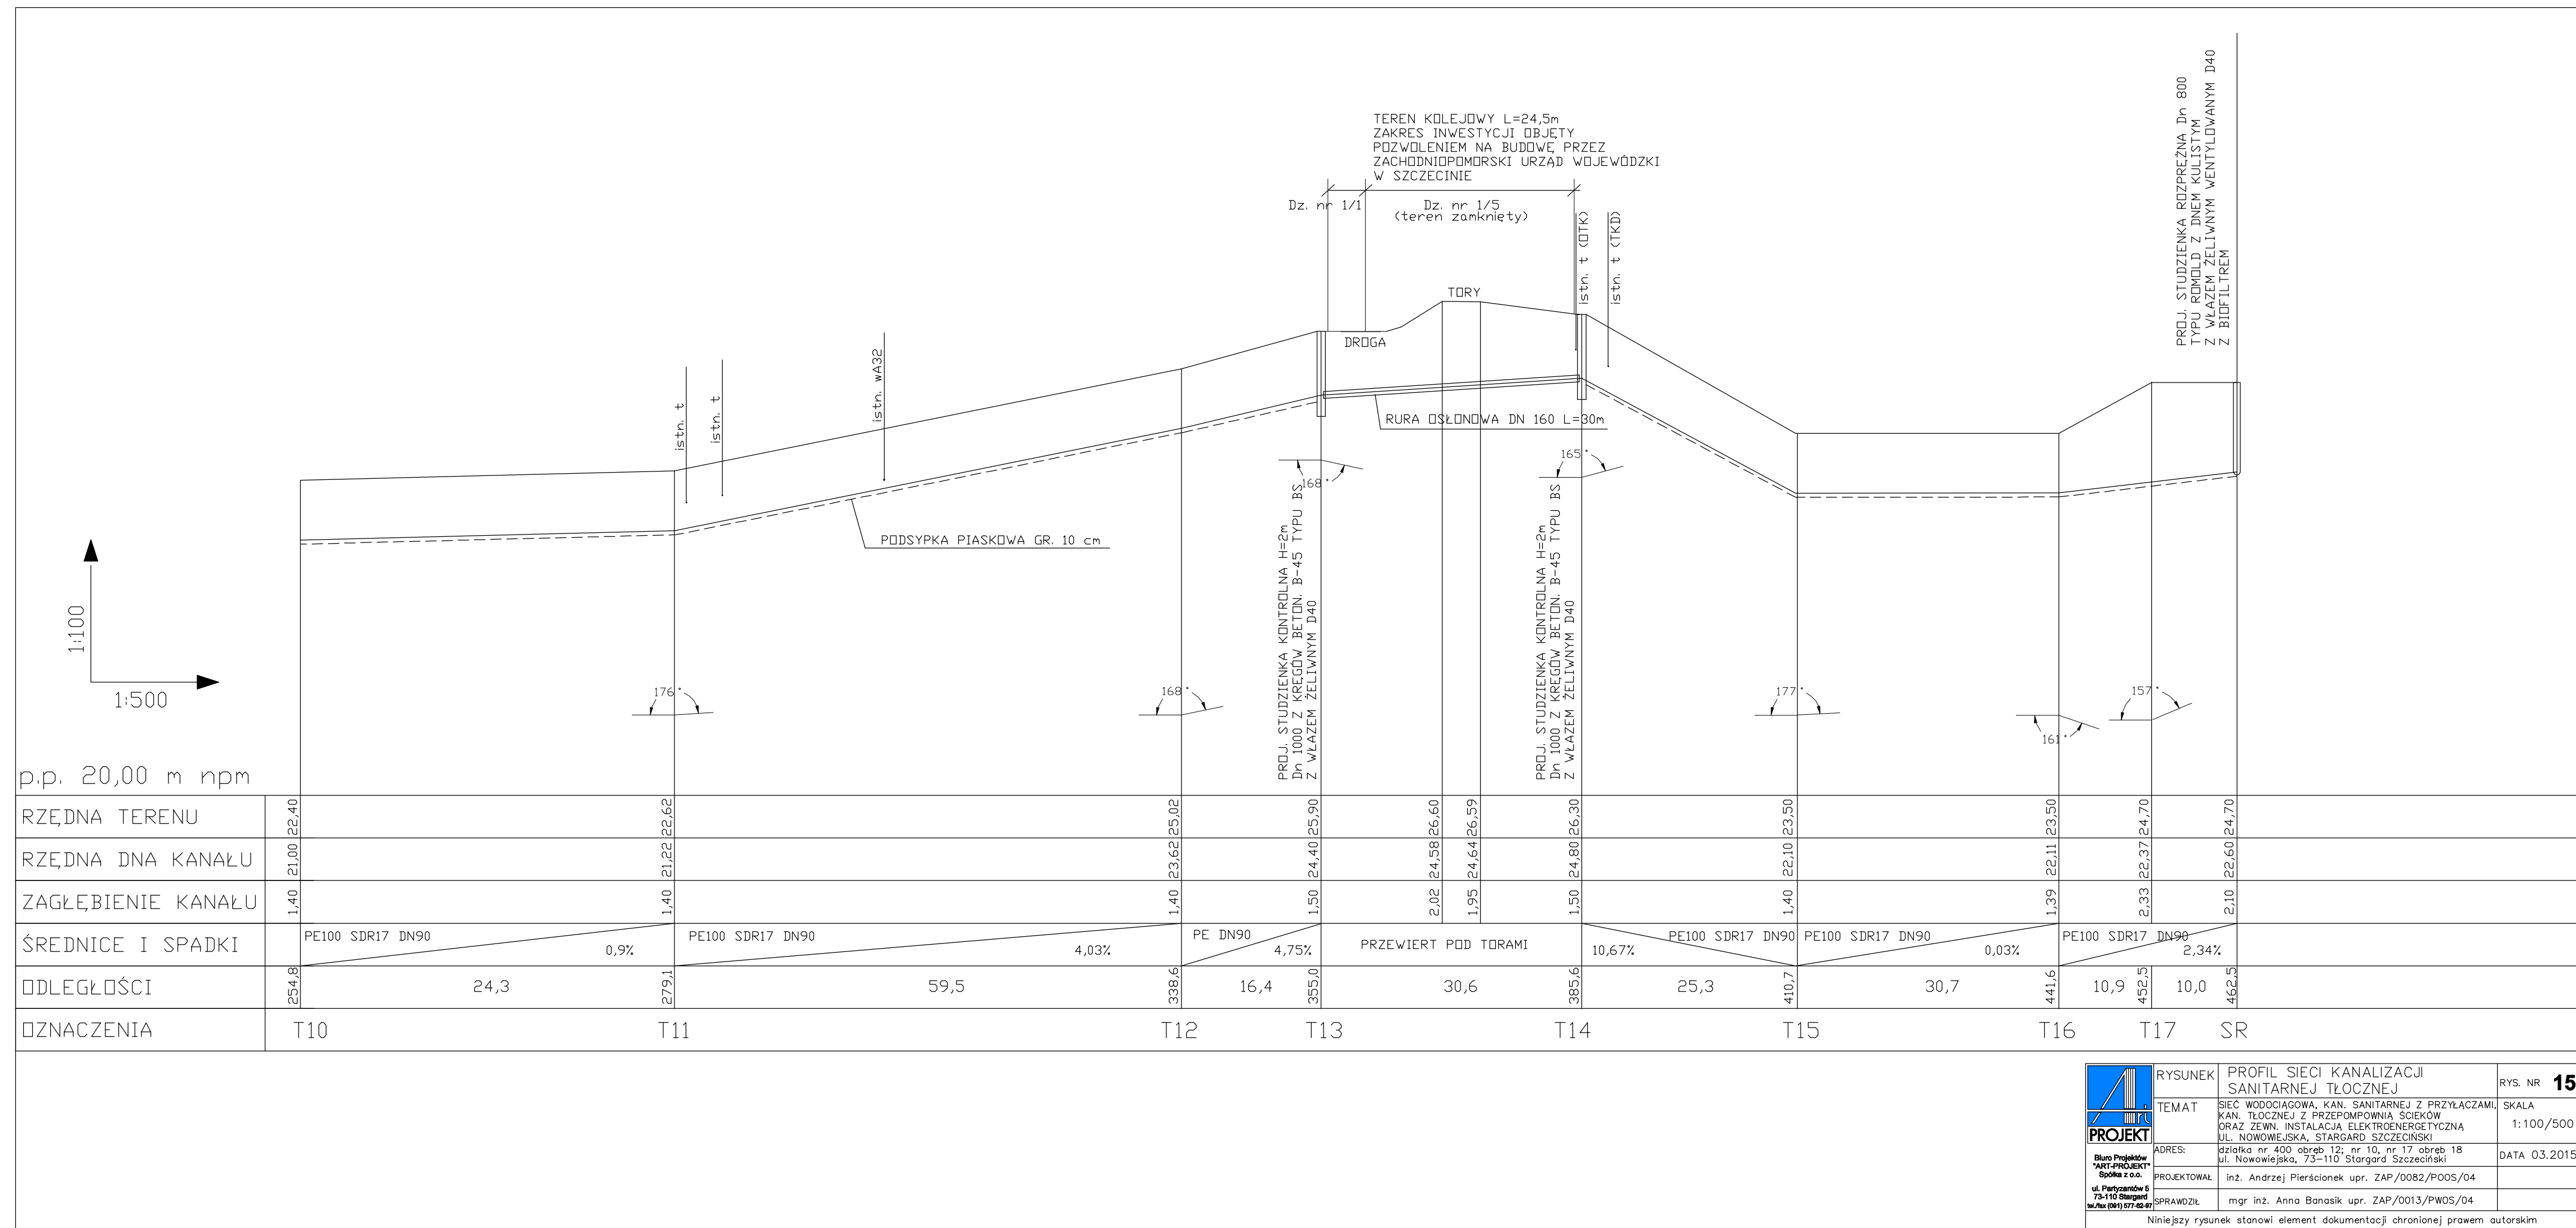 TEREN KOLEJOWY L=24,5m
ZAKRES INWESTYCJI OBJĘTY
POZWOLENIEM NA BUDOWĘ PRZEZ
ZACHODNIOPOMORSKI URZĄD WOJEWÓDZKI
W SZCZECINIE
Dz. nr 1/1
Dz. nr 1/5
(teren zamknięty)
istn. t (OTK)
istn. t (TKD)
PROJ. STUDZIENKA ROZPRĘŻNA Dn 800
TYPU ROMOLD Z DNEM KULISTYM
Z WŁAZEM ŻELIWNYM WENTYLOWANYM D40
Z BIOFILTREM
TORY
DROGA
istn. t
istn. t
istn. wA32
RURA OSŁONOWA DN 160 L=30m
PODSYPKA PIASKOWA GR. 10 cm
168°
165°
PROJ. STUDZIENKA KONTROLNA H=2m
Dn 1000 Z KRĘGÓW BETON. B-45 TYPU BS
Z WŁAZEM ŻELIWNYM D40
PROJ. STUDZIENKA KONTROLNA H=2m
Dn 1000 Z KRĘGÓW BETON. B-45 TYPU BS
Z WŁAZEM ŻELIWNYM D40
1:100
1:500
176°
168°
177°
161°
157°
p.p. 20,00 m npm
RZĘDNA TERENU 22,40 22,62 25,02 25,90 26,60 26,59 26,30 23,50 23,50 24,70 24,70
RZĘDNA DNA KANAŁU 21,00 21,22 23,62 24,40 24,58 24,64 24,80 22,10 22,11 22,37 22,60
ZAGŁĘBIENIE KANAŁU 1,40 1,40 1,40 1,50 2,02 1,95 1,50 1,40 1,39 2,33 2,10
ŚREDNICE I SPADKI PE100 SDR17 DN90 0,9% PE100 SDR17 DN90 4,03% PE DN90 4,75% PRZEWIERT POD TORAMI 10,67% PE100 SDR17 DN90 PE100 SDR17 DN90 0,03% PE100 SDR17 DN90 2,34%
ODLEGŁOŚCI 254,8 24,3 279,1 59,5 338,6 16,4 355,0 30,6 385,6 25,3 410,7 30,7 441,6 10,9 452,5 10,0 462,5
OZNACZENIA T10 T11 T12 T13 T14 T15 T16 T17 SR
Art
PROJEKT
Biuro Projektów
"ART-PROJEKT"
Spółka z o.o.
ul. Partyzantów 5
73-110 Stargard
tel./fax (091) 577-62-97
RYSUNEK
PROFIL SIECI KANALIZACJI
SANITARNEJ TŁOCZNEJ
RYS. NR 15
TEMAT
SIEĆ WODOCIĄGOWA, KAN. SANITARNEJ Z PRZYŁĄCZAMI,
KAN. TŁOCZNEJ Z PRZEPOMPOWNIĄ ŚCIEKÓW
ORAZ ZEWN. INSTALACJĄ ELEKTROENERGETYCZNĄ
UL. NOWOWIEJSKA, STARGARD SZCZECIŃSKI
SKALA
1:100/500
ADRES:
działka nr 400 obręb 12; nr 10, nr 17 obręb 18
ul. Nowowiejska, 73-110 Stargard Szczeciński
DATA 03.2015
PROJEKTOWAŁ inż. Andrzej Pierścionek upr. ZAP/0082/POOS/04
SPRAWDZIŁ mgr inż. Anna Banasik upr. ZAP/0013/PWOS/04
Niniejszy rysunek stanowi element dokumentacji chronionej prawem autorskim